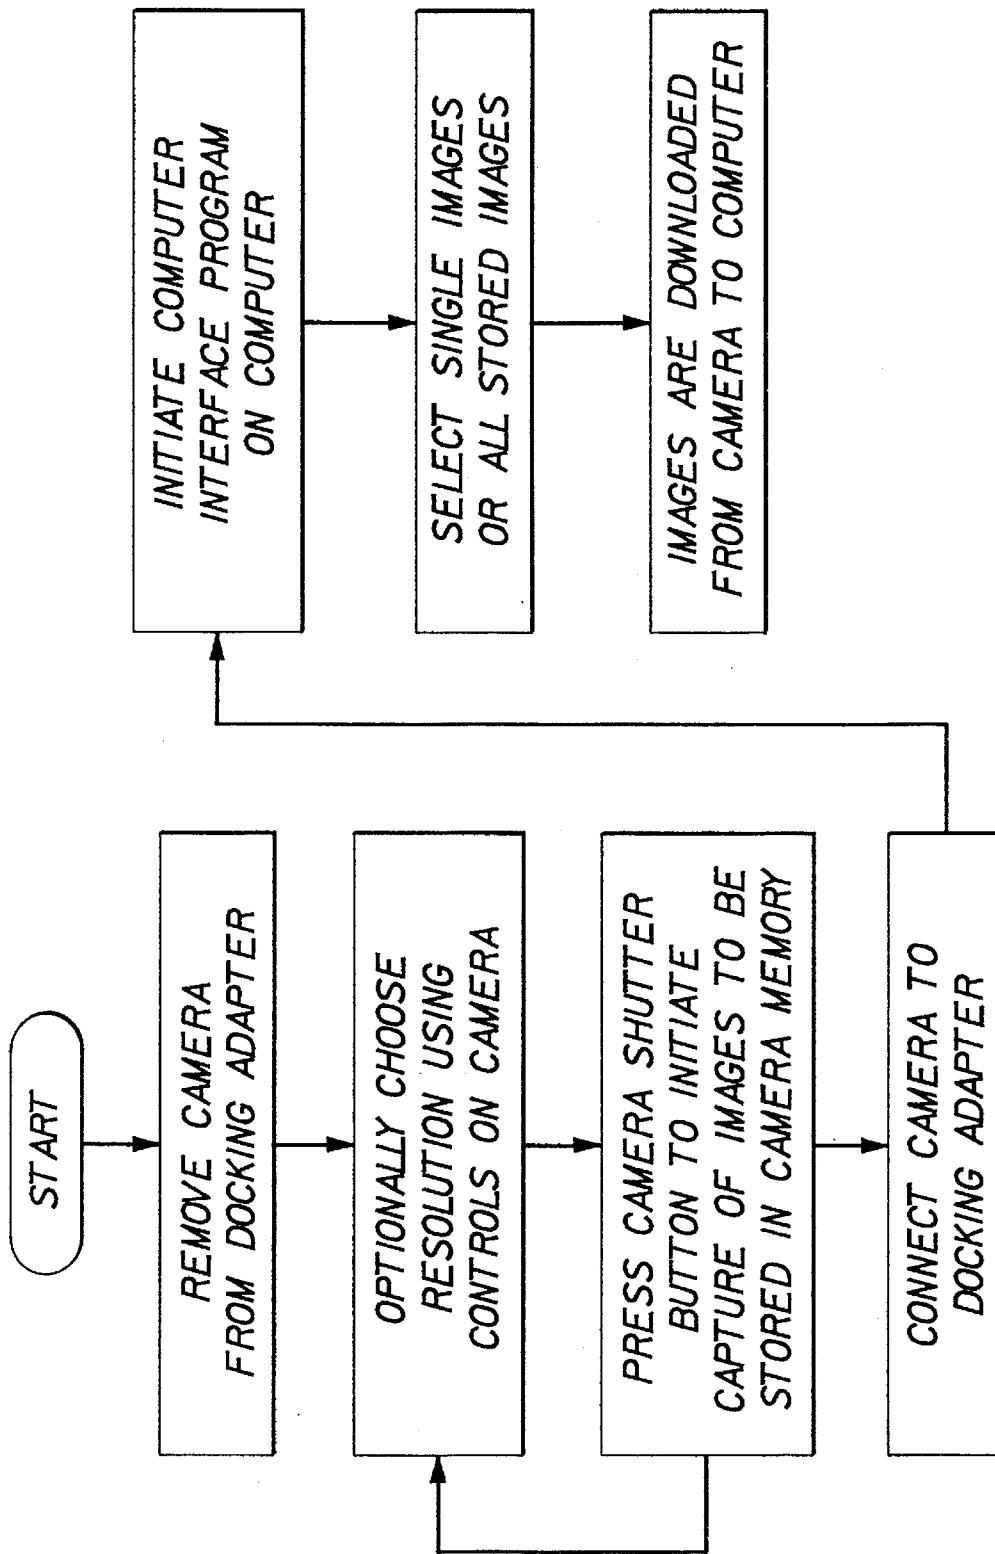 START
REMOVE CAMERA
FROM DOCKING ADAPTER
OPTIONALLY CHOOSE
RESOLUTION USING
CONTROLS ON CAMERA
PRESS CAMERA SHUTTER
BUTTON TO INITIATE
CAPTURE OF IMAGES TO BE
STORED IN CAMERA MEMORY
CONNECT CAMERA TO
DOCKING ADAPTER
INITIATE COMPUTER
INTERFACE PROGRAM
ON COMPUTER
SELECT SINGLE IMAGES
OR ALL STORED IMAGES
IMAGES ARE DOWNLOADED
FROM CAMERA TO COMPUTER